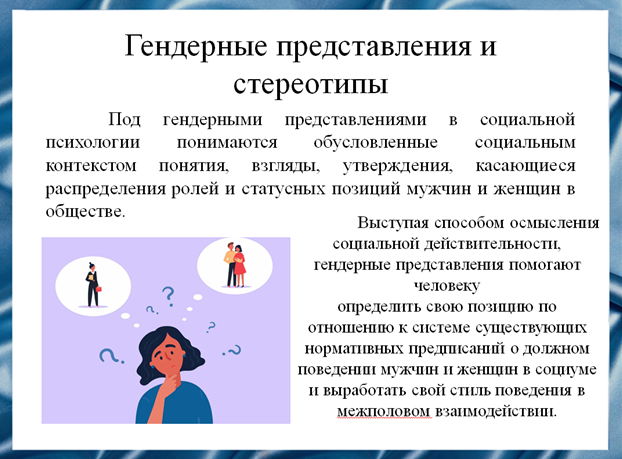 Гендерные представления и
стереотипы
Под гендерными представлениями в социальной
психологии понимаются обусловленные социальным
контекстом понятия, взгляды, утверждения, касающиеся
распределения ролей и статусных позиций мужчин и женщин в
обществе.
Выступая способом осмысления
социальной действительности,
гендерные представления помогают
человеку
определить свою позицию по
отношению к системе существующих
нормативных предписаний о должном
поведении мужчин и женщин в социуме
и выработать свой стиль поведения в
межполовом взаимодействии.